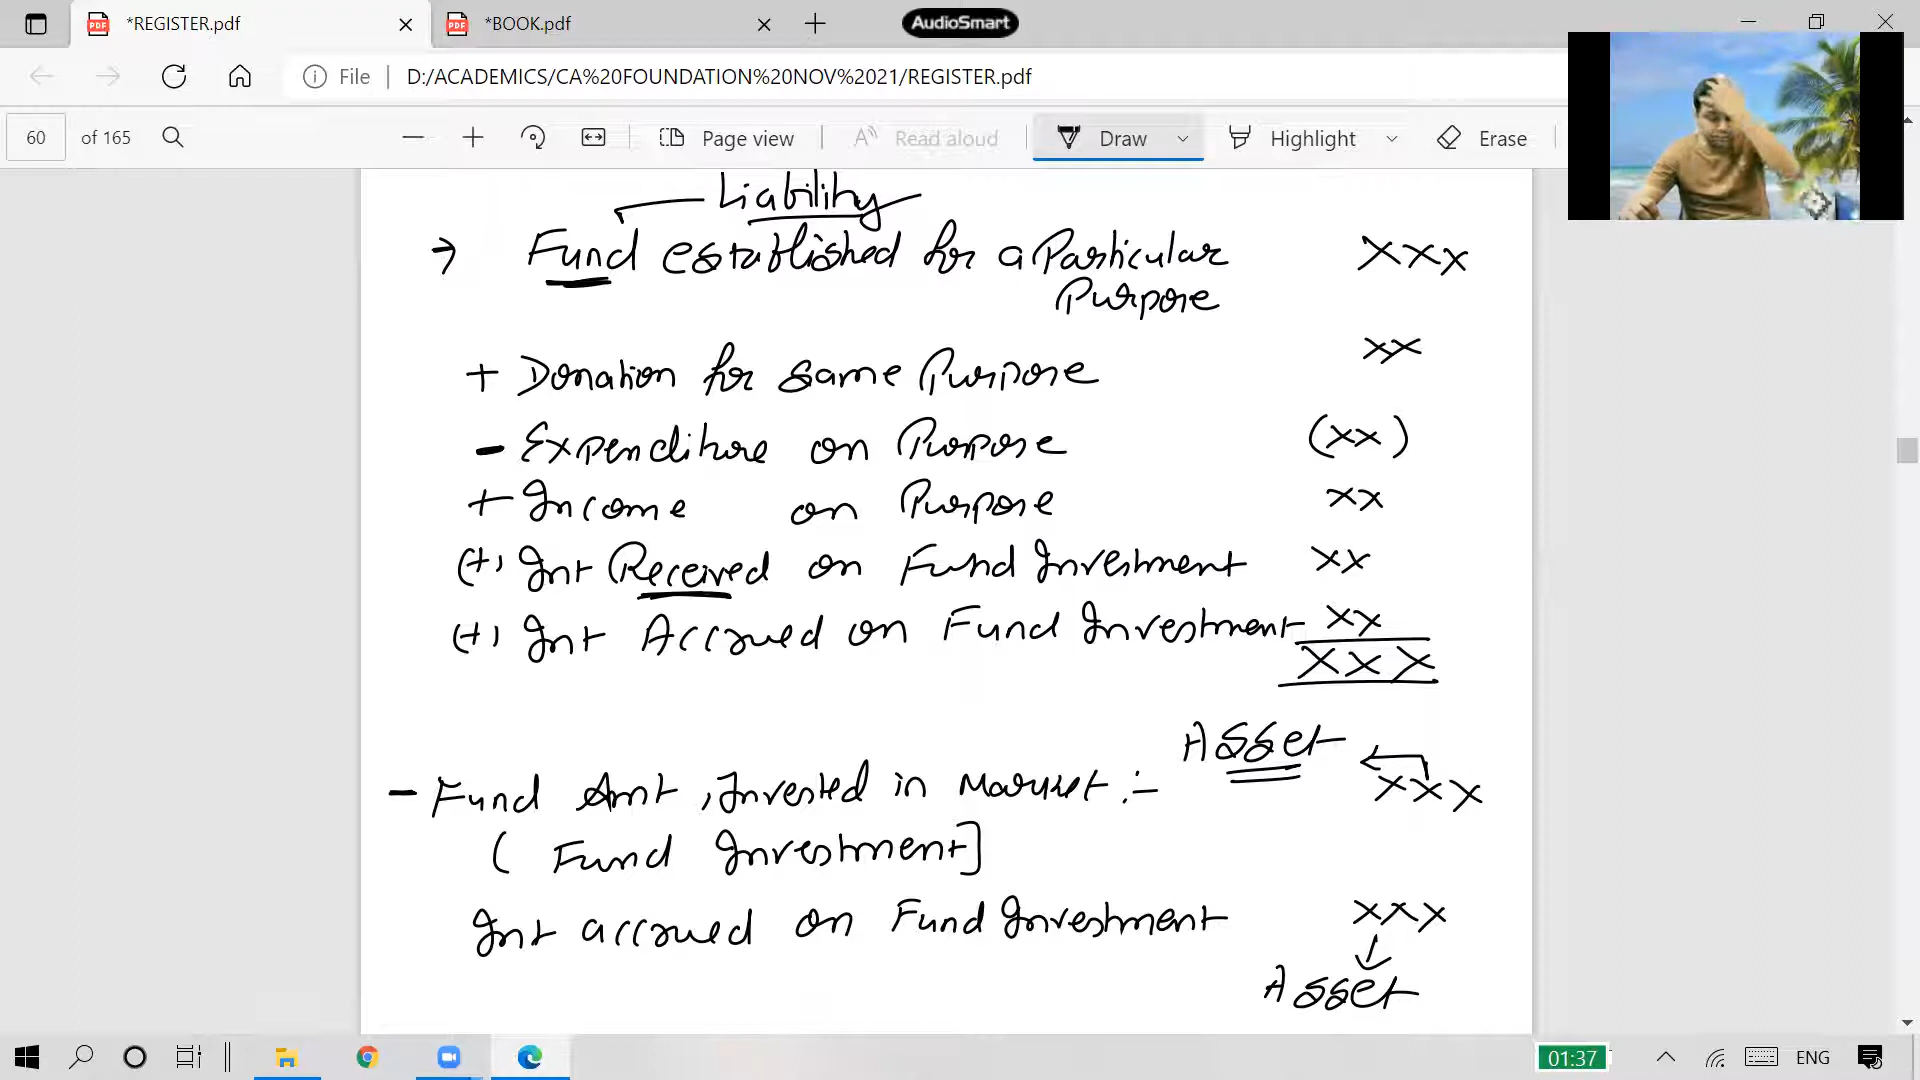 *REGISTER.pdf
*BOOK.pdf
AudioSmart
File
D:/ACADEMICS/CA%20FOUNDATION%20NOV%2021/REGISTER.pdf
60 of 165
Page view
Read aloud
Draw
Highlight
Erase
Liability
→ Fund established for a Particular XXX
Purpose
+ Donation for same Purpose XX
- Expenditure on Purpose (XX)
+ Income on Purpose XX
(+) Int Received on Fund Investment XX
(+) Int Accrued on Fund Investment XX
XXX
Asset
- Fund Amt, Invested in Market :- XXX
( Fund Investment]
Int accrued on Fund Investment XXX
Asset
01:37
ENG